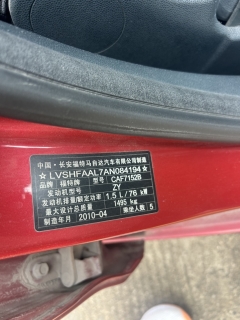 中国·长安福特马自达汽车有限公司制造
★LVSHFAAL7AN084194★
品牌 福特牌 型号 CAF7152B
发动机型号 ZY
发动机排量/额定功率 1.5 L/76 kW
最大设计总质量 1495 kg
最大 乘坐人数 5
制造年月 2010-04